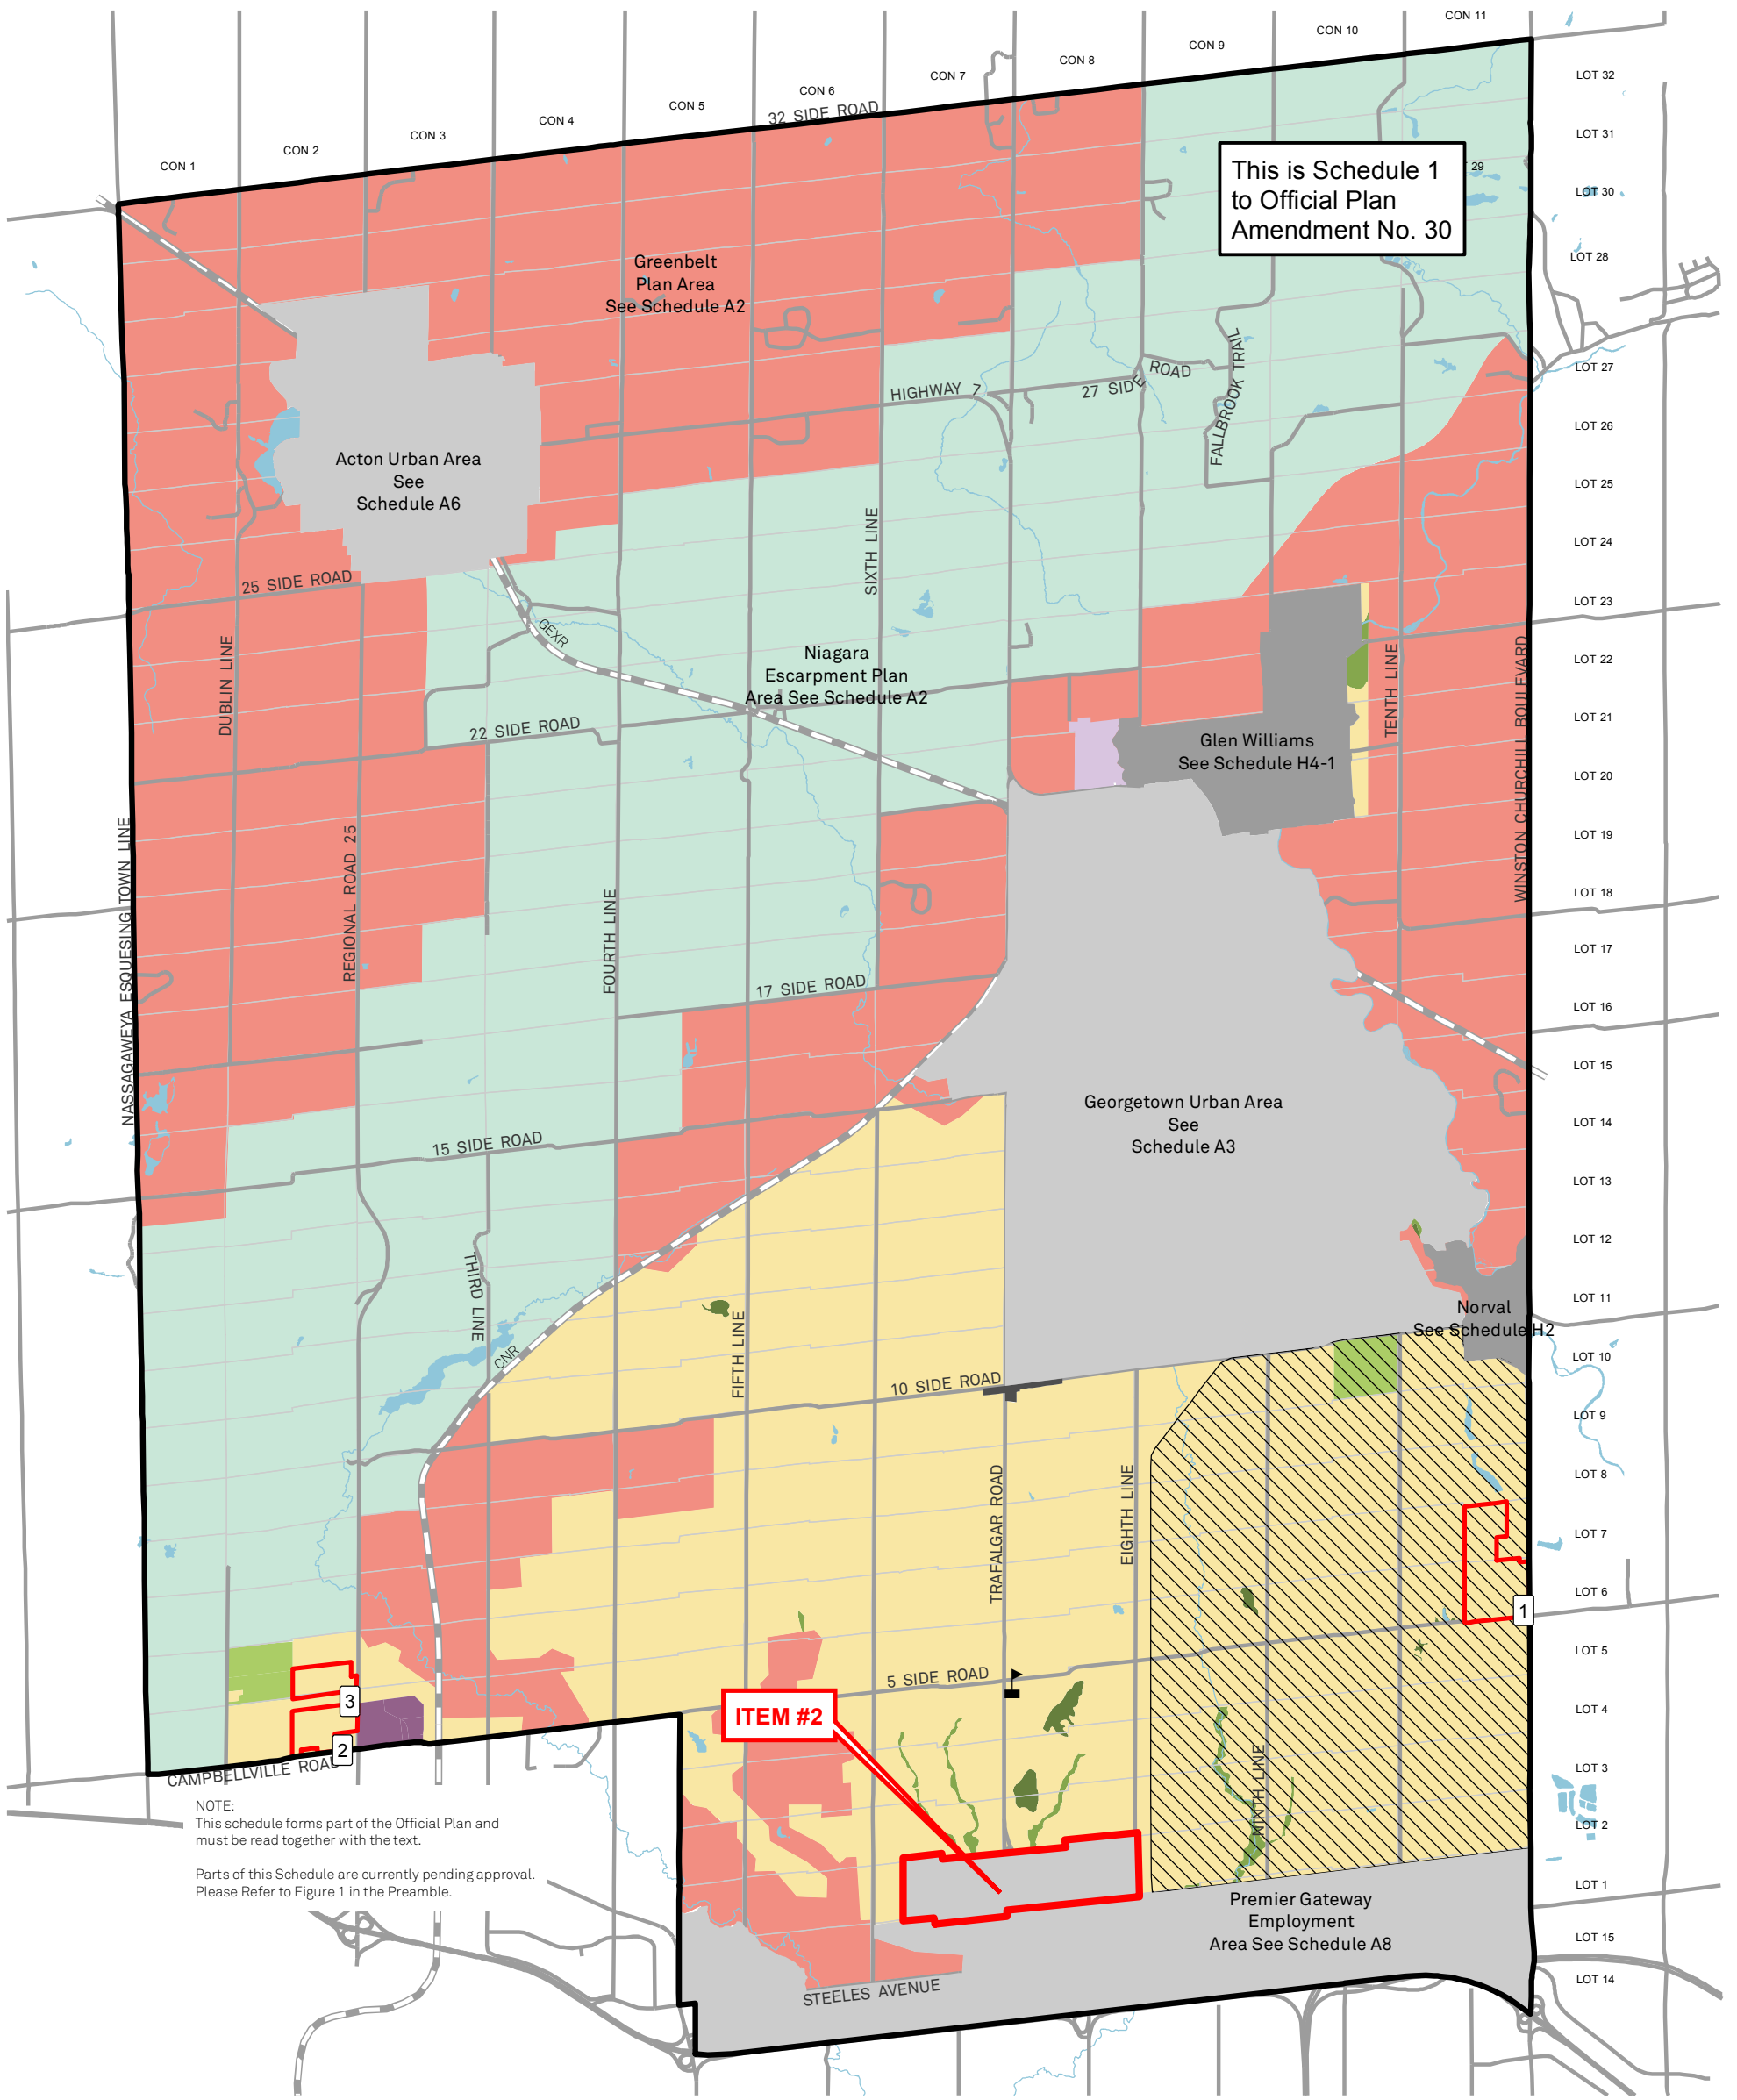 CON 1
CON 2
CON 3
CON 4
CON 5
CON 6
CON 7
CON 8
CON 9
CON 10
CON 11
32 SIDE ROAD
This is Schedule 1
to Official Plan
Amendment No. 30
29
LOT 32
LOT 31
LOT 30
LOT 28
LOT 27
LOT 26
LOT 25
LOT 24
LOT 23
LOT 22
LOT 21
LOT 20
LOT 19
LOT 18
LOT 17
LOT 16
LOT 15
LOT 14
LOT 13
LOT 12
LOT 11
LOT 10
LOT 9
LOT 8
LOT 7
LOT 6
LOT 5
LOT 4
LOT 3
LOT 2
LOT 1
LOT 15
LOT 14
Greenbelt
Plan Area
See Schedule A2
HIGHWAY 7
27 SIDE ROAD
FALLBROOK TRAIL
Acton Urban Area
See
Schedule A6
25 SIDE ROAD
SIXTH LINE
GEXR
DUBLIN LINE
Niagara
Escarpment Plan
Area See Schedule A2
22 SIDE ROAD
TENTH LINE
WINSTON CHURCHILL BOULEVARD
Glen Williams
See Schedule H4-1
NASSAGAWEYA ESQUESING TOWN LINE
REGIONAL ROAD 25
FOURTH LINE
17 SIDE ROAD
Georgetown Urban Area
See
Schedule A3
15 SIDE ROAD
THIRD LINE
CNR
FIFTH LINE
Norval
See Schedule H2
10 SIDE ROAD
TRAFALGAR ROAD
EIGHTH LINE
1
5 SIDE ROAD
3
2
ITEM #2
NINTH LINE
CAMPBELLVILLE ROAD
NOTE:
This schedule forms part of the Official Plan and
must be read together with the text.
Parts of this Schedule are currently pending approval.
Please Refer to Figure 1 in the Preamble.
Premier Gateway
Employment
Area See Schedule A8
STEELES AVENUE